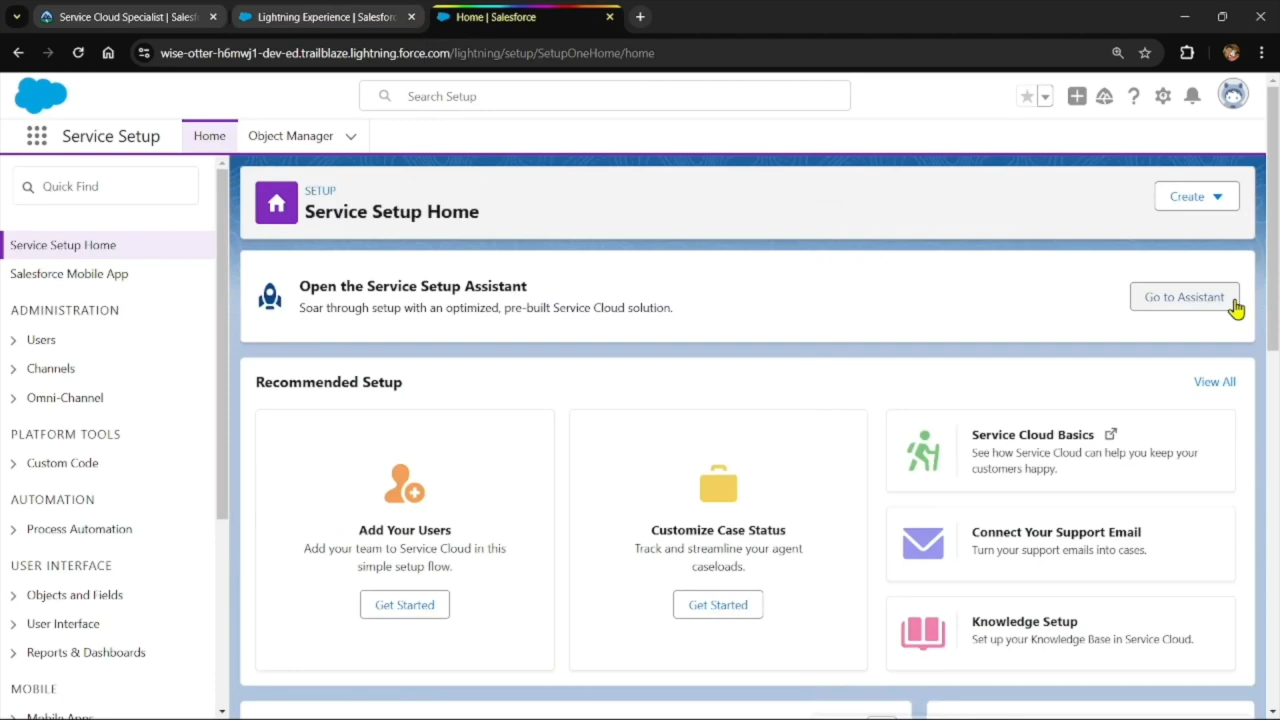 Service Cloud Specialist | Salesf
Lightning Experience | Salesforc
Home | Salesforce
wise-otter-h6mwj1-dev-ed.trailblaze.lightning.force.com/lightning/setup/SetupOneHome/home
Search Setup
Service Setup
Home
Object Manager
Quick Find
Service Setup Home
Salesforce Mobile App
ADMINISTRATION
Users
Channels
Omni-Channel
PLATFORM TOOLS
Custom Code
AUTOMATION
Process Automation
USER INTERFACE
Objects and Fields
User Interface
Reports & Dashboards
MOBILE
Mobile Apps
SETUP
Service Setup Home
Create
Open the Service Setup Assistant
Soar through setup with an optimized, pre-built Service Cloud solution.
Go to Assistant
Recommended Setup
View All
Add Your Users
Add your team to Service Cloud in this
simple setup flow.
Get Started
Customize Case Status
Track and streamline your agent
caseloads.
Get Started
Service Cloud Basics
See how Service Cloud can help you keep your
customers happy.
Connect Your Support Email
Turn your support emails into cases.
Knowledge Setup
Set up your Knowledge Base in Service Cloud.